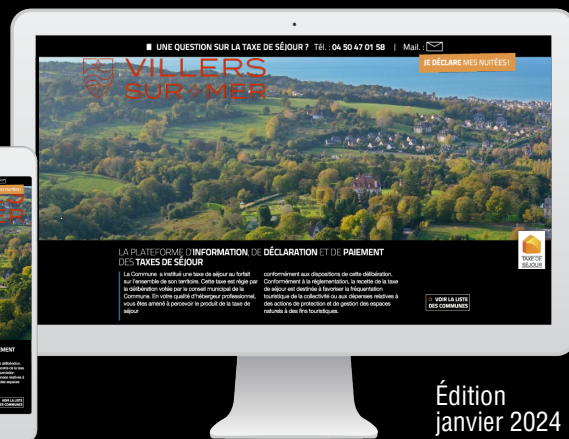 UNE QUESTION SUR LA TAXE DE SÉJOUR ? Tél. : 04 50 47 01 58 | Mail. :
JE DÉCLARE MES NUITÉES !
VILLERS
SUR MER
LA PLATEFORME D'INFORMATION, DE DÉCLARATION ET DE PAIEMENT
DES TAXES DE SÉJOUR
La Commune a institué une taxe de séjour au forfait
sur l'ensemble de son territoire. Cette taxe est régie par
la délibération votée par le conseil municipal de la
Commune. En votre qualité d'hébergeur professionnel,
vous êtes amené à percevoir le produit de la taxe de
séjour
conformément aux dispositions de cette délibération.
Conformément à la réglementation, la recette de la taxe
de séjour est destinée à favoriser la fréquentation
touristique de la collectivité ou aux dépenses relatives à
des actions de protection et de gestion des espaces
naturels à des fins touristiques.
TAXE DE
SÉJOUR
VOIR LA LISTE
DES COMMUNES
VOIR LA LISTE
DES COMMUNES
Édition
janvier 2024